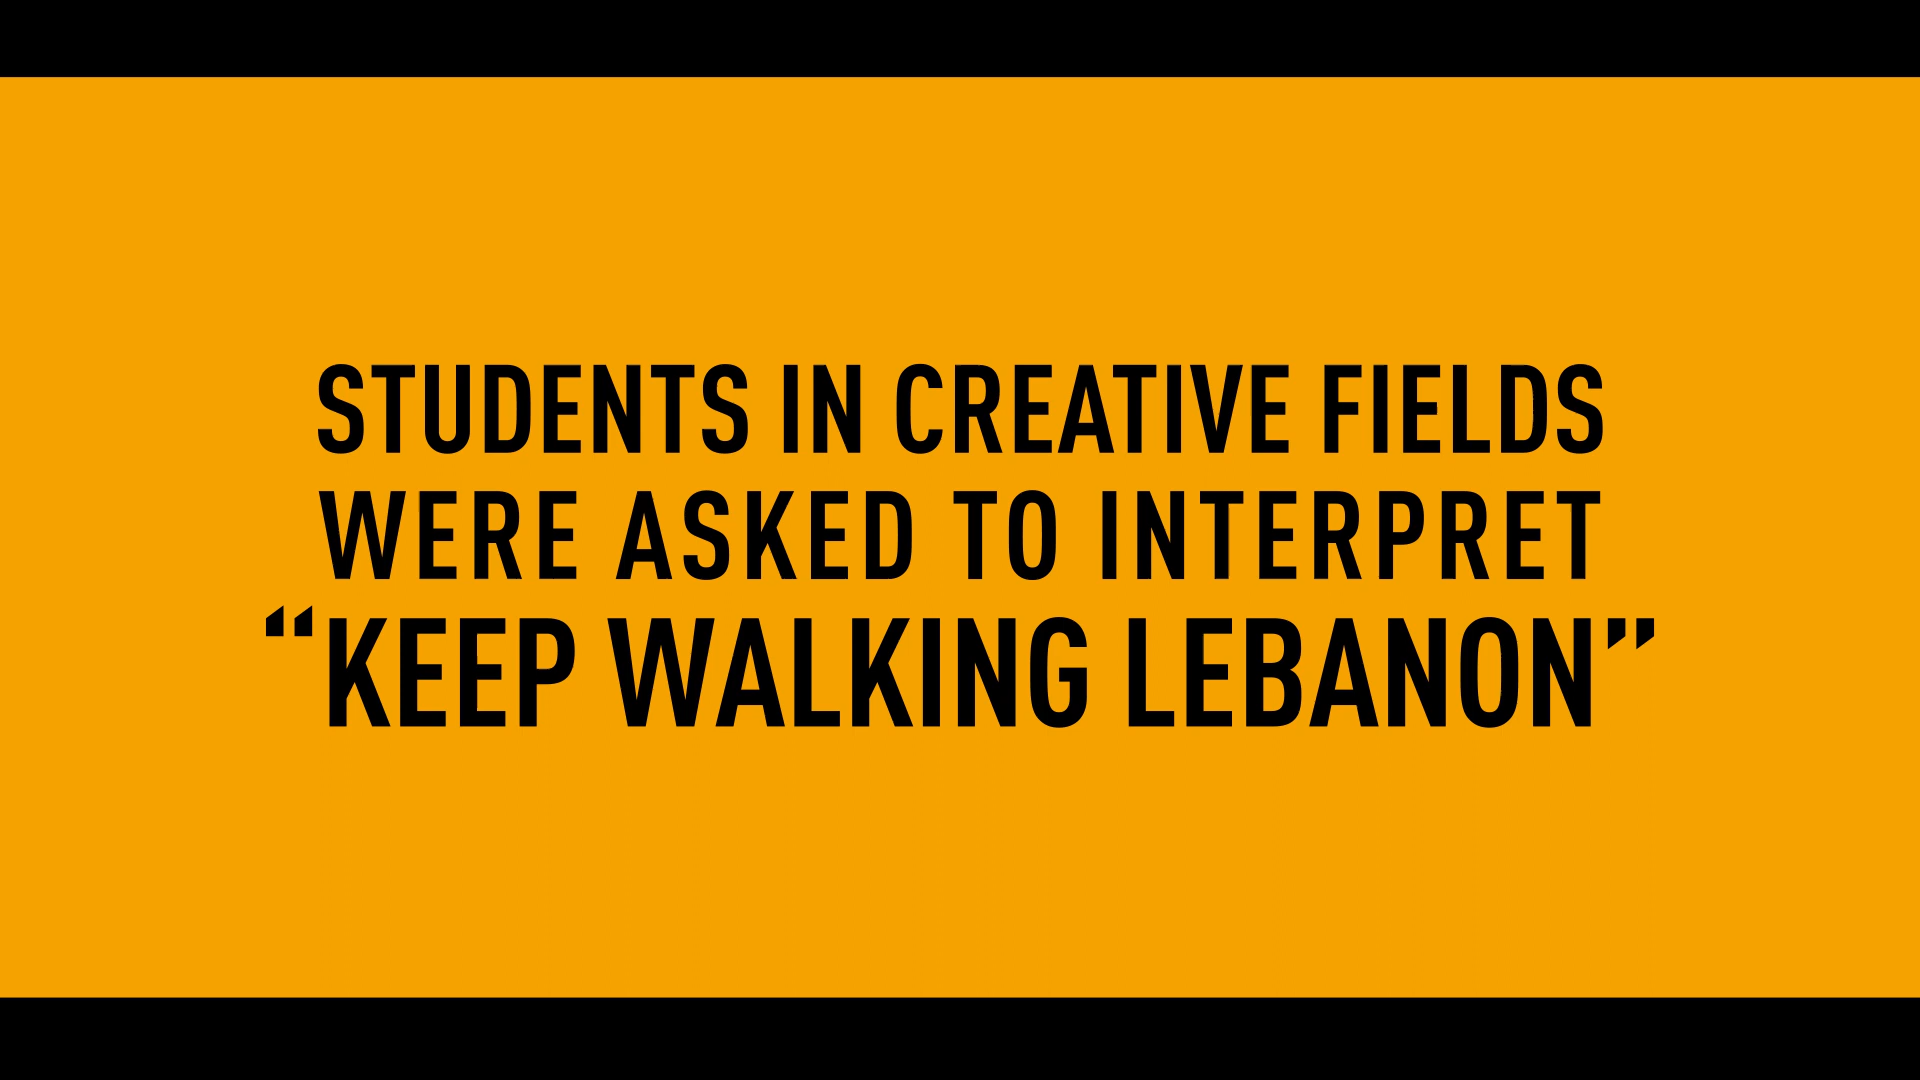 STUDENTS IN CREATIVE FIELDS
WERE ASKED TO INTERPRET
“KEEP WALKING LEBANON”